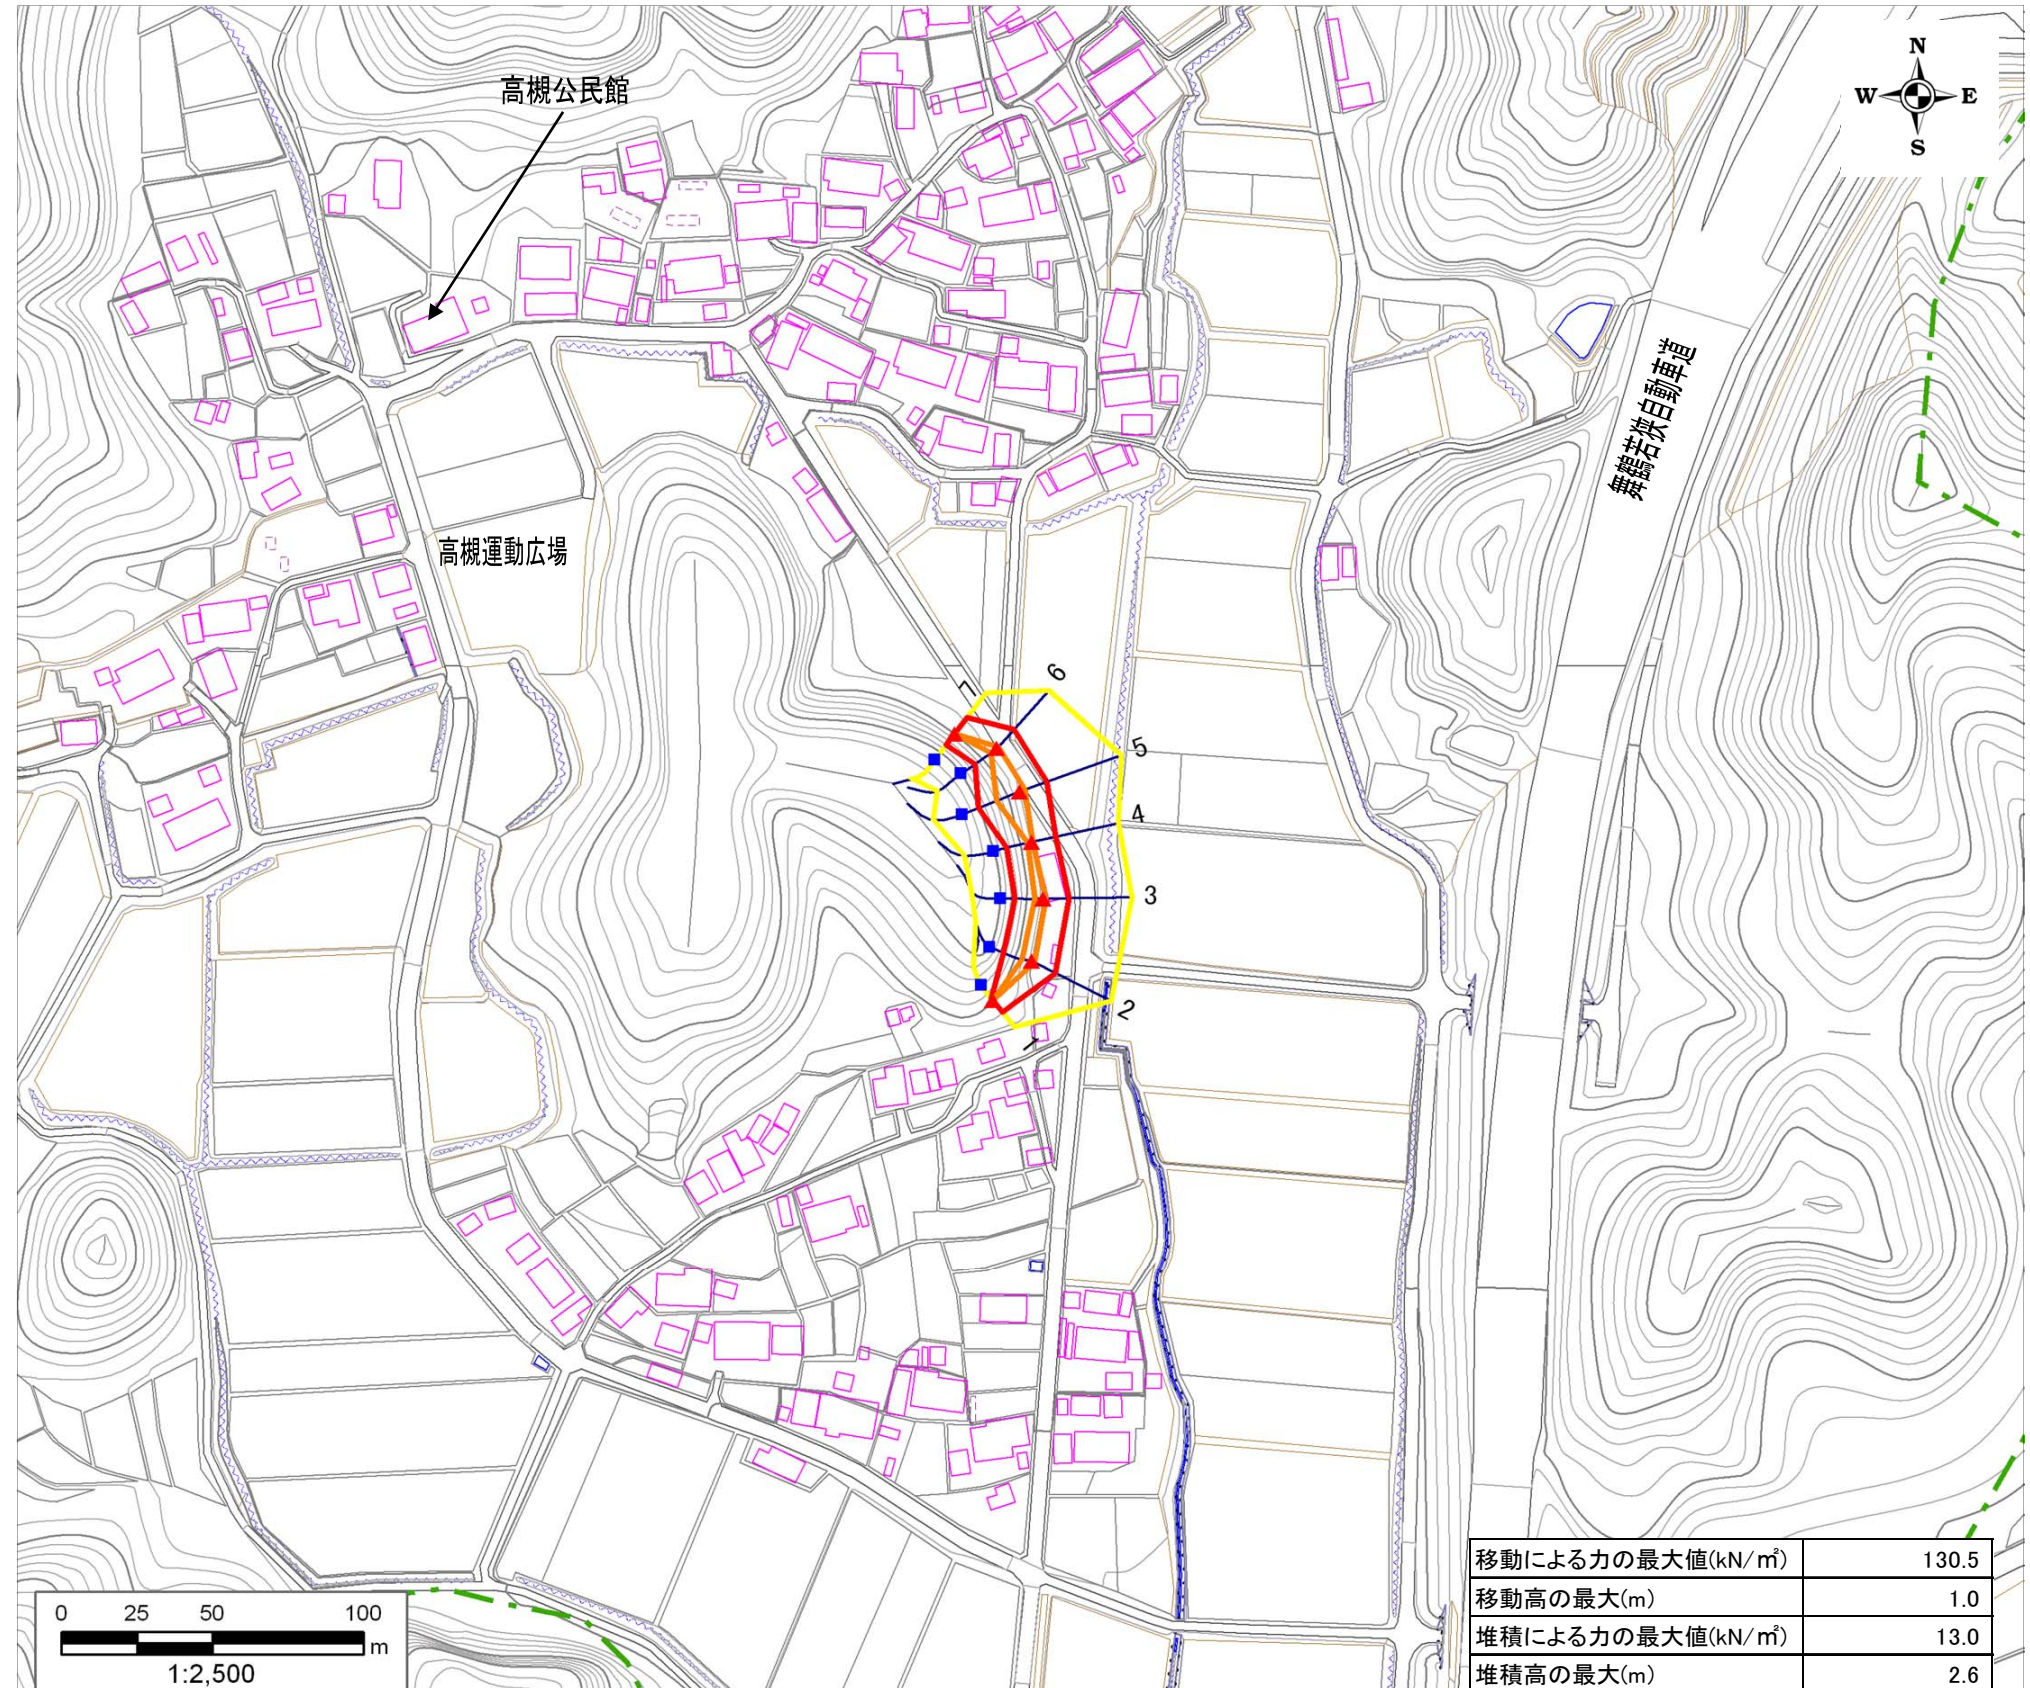 高槻公民館
N
W E
S
舞鶴若狭自動車道
高槻運動広場
7
6
5
4
3
2
1
移動による力の最大値(kN/㎡) 130.5
移動高の最大(m) 1.0
堆積による力の最大値(kN/㎡) 13.0
堆積高の最大(m) 2.6
0 25 50 100
m
1:2,500